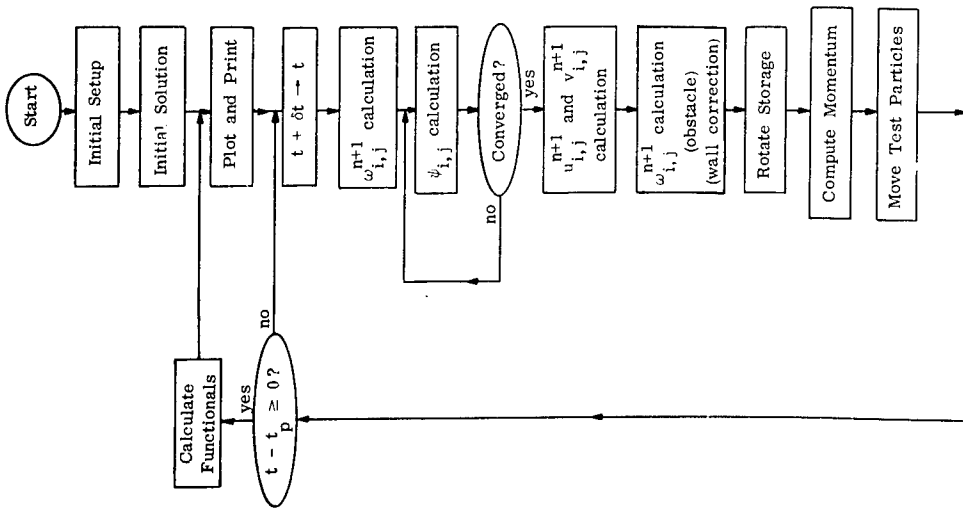 Start
Initial Setup
Initial Solution
Plot and Print
t + δt → t
ω^{n+1}_{i,j} calculation
ψ_{i,j} calculation
Converged?
no
yes
u^{n+1}_{i,j} and v^{n+1}_{i,j}
calculation
ω^{n+1}_{i,j} calculation
(obstacle)
(wall correction)
Rotate Storage
Compute Momentum
Move Test Particles
t - t_p ≥ 0?
no
yes
Calculate
Functionals